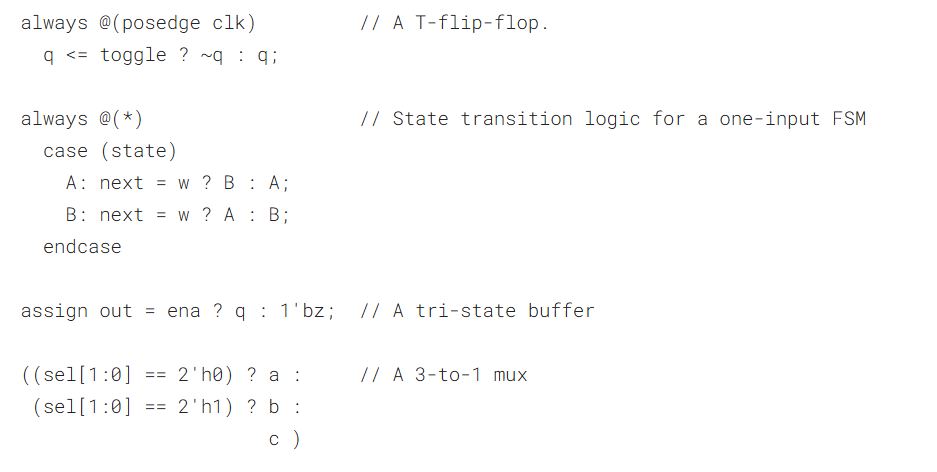 always @(posedge clk)         // A T-flip-flop.
  q <= toggle ? ~q : q;

always @(*)                   // State transition logic for a one-input FSM
  case (state)
    A: next = w ? B : A;
    B: next = w ? A : B;
  endcase

assign out = ena ? q : 1'bz;  // A tri-state buffer

((sel[1:0] == 2'h0) ? a :     // A 3-to-1 mux
 (sel[1:0] == 2'h1) ? b :
                      c )